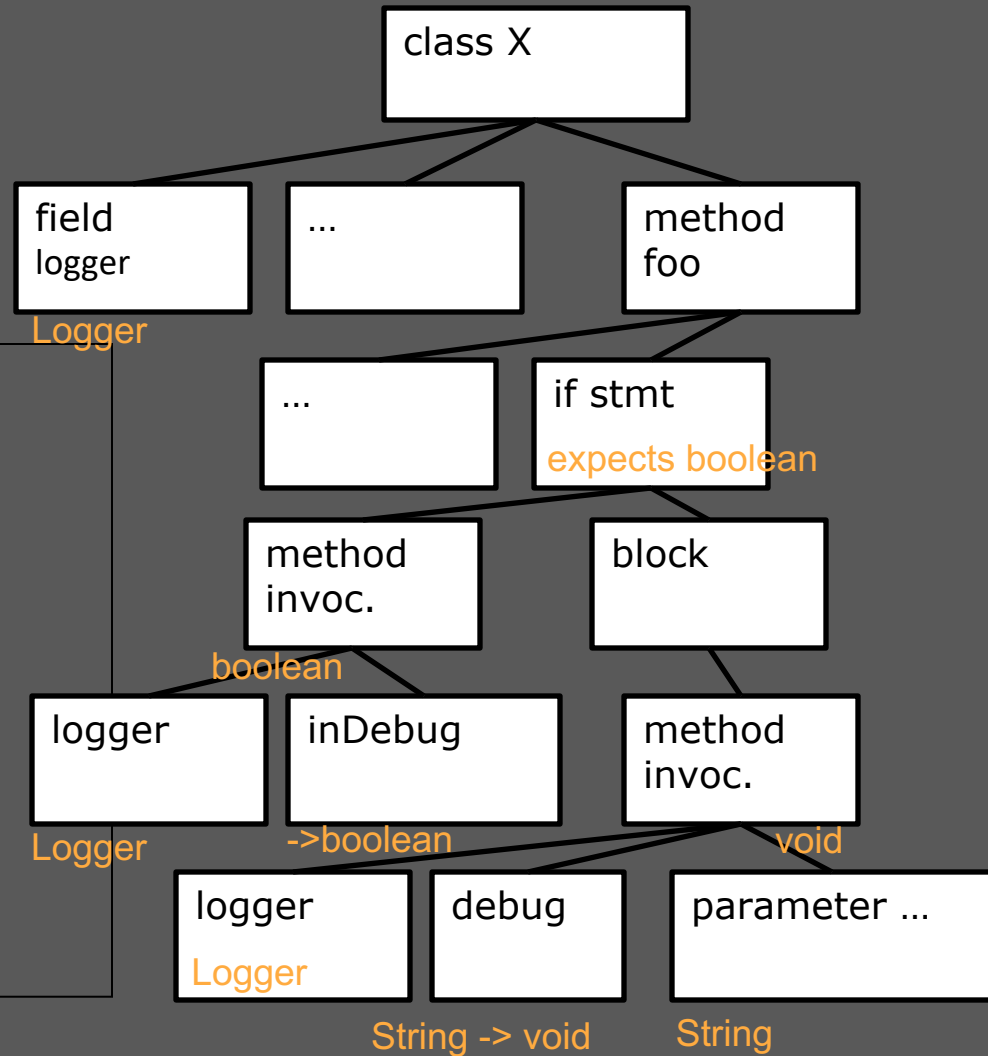 class X
field
logger
Logger
…
method
foo
…
if stmt
expects boolean
method
invoc.
boolean
block
logger
Logger
inDebug
->boolean
method
invoc.
void
logger
Logger
debug
String -> void
parameter …
String